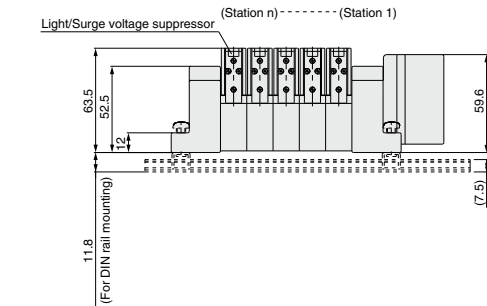 (Station n) (Station 1)
Light/Surge voltage suppressor
63.5
52.5
12
59.6
(7.5)
11.8
(For DIN rail mounting)